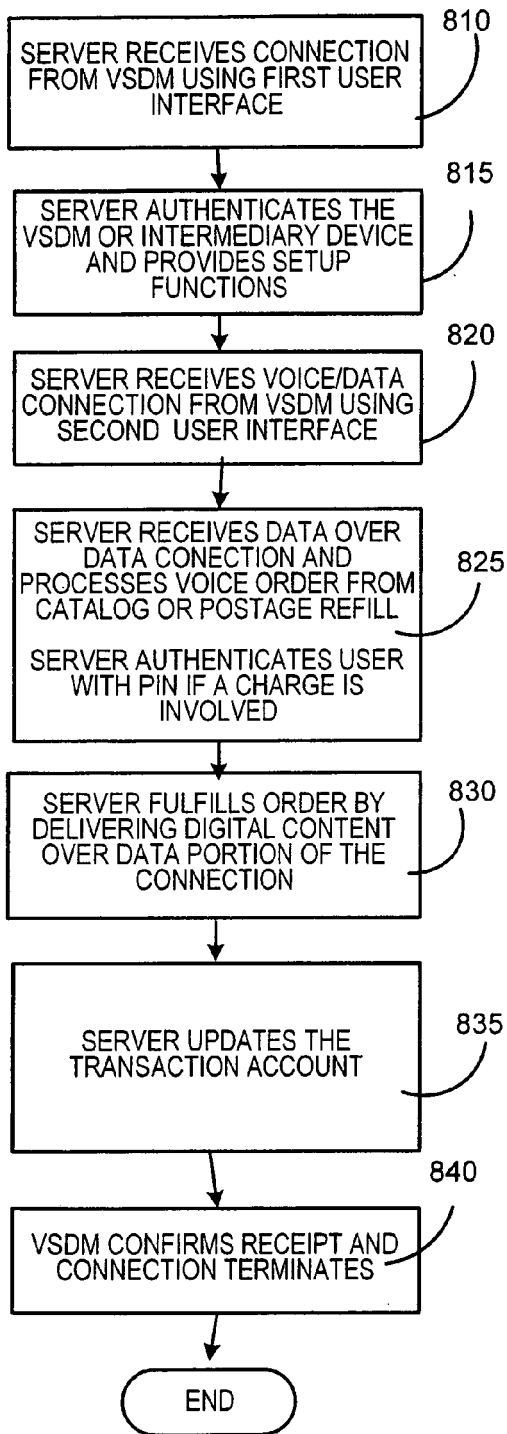 810
SERVER RECEIVES CONNECTION
FROM VSDM USING FIRST USER
INTERFACE
815
SERVER AUTHENTICATES THE
VSDM OR INTERMEDIARY DEVICE
AND PROVIDES SETUP
FUNCTIONS
820
SERVER RECEIVES VOICE/DATA
CONNECTION FROM VSDM USING
SECOND USER INTERFACE
825
SERVER RECEIVES DATA OVER
DATA CONECTION AND
PROCESSES VOICE ORDER FROM
CATALOG OR POSTAGE REFILL
SERVER AUTHENTICATES USER
WITH PIN IF A CHARGE IS
INVOLVED
830
SERVER FULFILLS ORDER BY
DELIVERING DIGITAL CONTENT
OVER DATA PORTION OF THE
CONNECTION
835
SERVER UPDATES THE
TRANSACTION ACCOUNT
840
VSDM CONFIRMS RECEIPT AND
CONNECTION TERMINATES
END